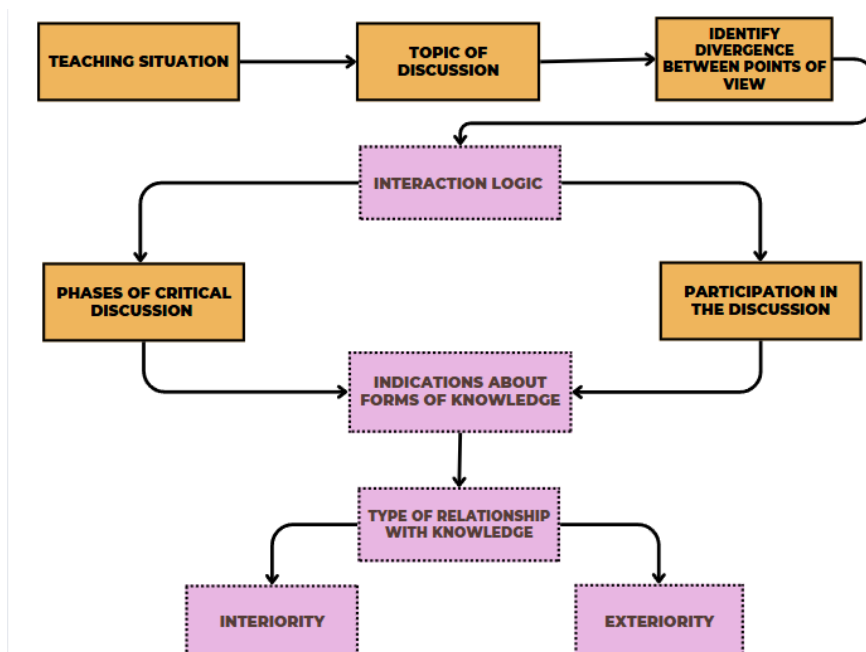 TEACHING SITUATION
TOPIC OF
DISCUSSION
IDENTIFY
DIVERGENCE
BETWEEN POINTS OF
VIEW
INTERACTION LOGIC
PHASES OF CRITICAL
DISCUSSION
PARTICIPATION IN
THE DISCUSSION
INDICATIONS ABOUT
FORMS OF KNOWLEDGE
TYPE OF RELATIONSHIP
WITH KNOWLEDGE
INTERIORITY
EXTERIORITY